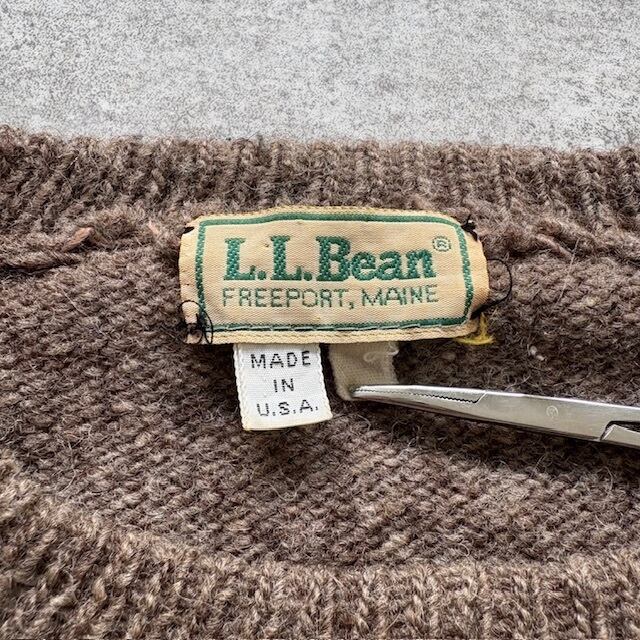 L.L.Bean®
FREEPORT, MAINE
MADE
IN
U.S.A.